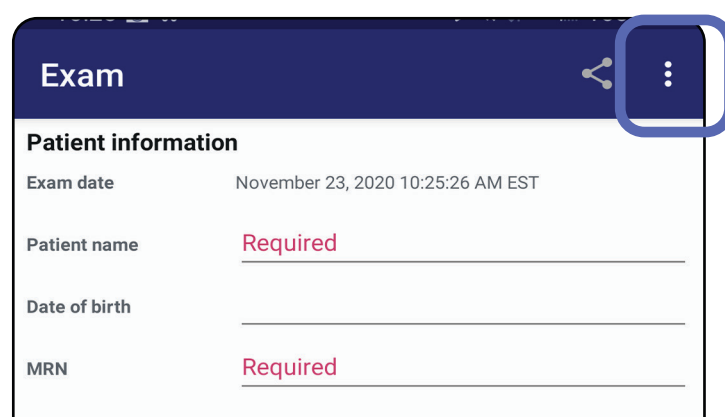 Exam
Patient information
Exam date November 23, 2020 10:25:26 AM EST
Patient name Required
Date of birth
MRN Required